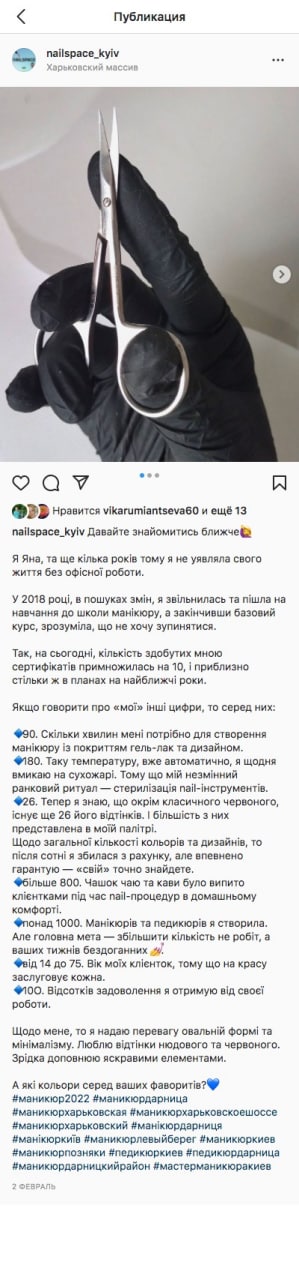 Публикация
nailspace_kyiv
Харьковский массив
Нравится vikarumiantseva60 и ещё 13
nailspace_kyiv Давайте знайомитись ближче🙋
Я Яна, та ще кілька років тому я не уявляла свого
життя без офісної роботи.
У 2018 році, в пошуках змін, я звільнилась та пішла на
навчання до школи манікюру, а закінчивши базовий
курс, зрозуміла, що не хочу зупинятися.
Так, на сьогодні, кількість здобутих мною
сертифікатів примножилась на 10, і приблизно
стільки ж в планах на найближчі роки.
Якщо говорити про «мої» інші цифри, то серед них:
🔷90. Скільки хвилин мені потрібно для створення
манікюру із покриттям гель-лак та дизайном.
🔷180. Таку температуру, вже автоматично, я щодня
вмикаю на сухожарі. Тому що мій незмінний
ранковий ритуал — стерилізація nail-інструментів.
🔷26. Тепер я знаю, що окрім класичного червоного,
існує ще 26 його відтінків. І більшість з них
представлена в моїй палітрі.
Щодо загальної кількості кольорів та дизайнів, то
після сотні я збилася з рахунку, але впевнено
гарантую — «свій» точно знайдете.
🔷більше 800. Чашок чаю та кави було випито
клієнтками під час nail-процедур в домашньому
комфорті.
🔷понад 1000. Манікюрів та педикюрів я створила.
Але головна мета — збільшити кількість не робіт, а
ваших тижнів бездоганних 💅.
🔷від 14 до 75. Вік моїх клієнток, тому що на красу
заслуговує кожна.
🔷10О. Відсотків задоволення я отримую від своєї
роботи.
Щодо мене, то я надаю перевагу овальній формі та
мінімалізму. Люблю відтінки нюдового та червоного.
Зрідка доповнюю яскравими елементами.
А які кольори серед ваших фаворитів?💙
#маникюр2022 #маникюрдарница
#маникюрхарьковская #маникюрхарьковскоешоссе
#маникюрхарьковский #манікюрдарниця
#манікюркиїв #маникюрлевыйберег #маникюркиев
#маникюрпозняки #педикюркиев #педикюрдарница
#маникюрдарницкийрайон #мастерманикюракиев
2 ФЕВРАЛЬ